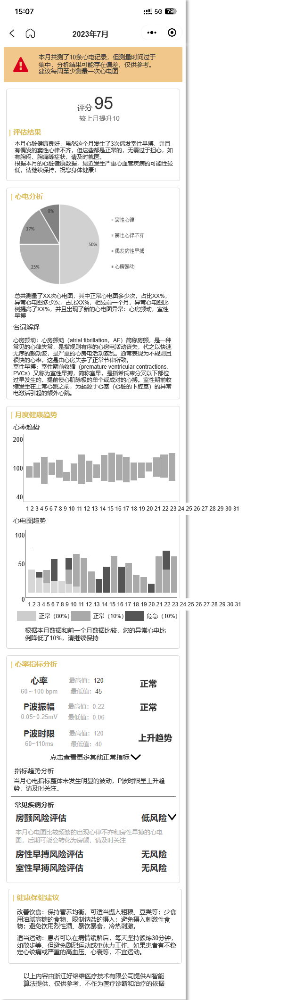 15:07
5G 79
2023年7月
本月共测了10条心电记录，但测量时间过于
集中，分析结果可能存在偏差，仅供参考。
建议每周至少测量一次心电图
评分 95
较上月提升10
评估结果
本月心脏健康良好，虽然这个月发生了3次偶发室性早搏，并且
有偶发的窦性心律不齐，但这些都是正常的，无需过于担心，如
有胸闷、胸痛等症状，请及时就医。
根据本月的心脏健康数据，最近发生严重心血管疾病的可能性较
低，请继续保持，祝您身体健康！
心电分析
8%
17%
50%
25%
窦性心律
窦性心律不齐
偶发房性早搏
心房颤动
总共测量了XX次心电图，其中正常心电图多少次，占比XX%，
异常心电图多少次，占比XX%，相较前一个月，异常心电图比
例提高了XX%，并且出现了新的心电图异常：心房颤动，室性
早搏
名词解释
心房颤动：心房颤动（atrial fibrillation，AF）简称房颤，是一种
常见的心律失常，是指规则有序的心房电活动丧失，代之以快速
无序的颤动波，是严重的心房电活动紊乱。通常表现为不规则且
很快的心率，这是由心房失去了正常节律所致。
室性早搏：室性期前收缩（premature ventricular contractions，
PVCs）又称为室性早搏，简称室早，是指希氏束分叉以下部位
过早发生的，提前使心肌除极的单个或成对的心搏。室性期前收
缩发生在正常心跳之前，为起源于心室（心脏的下腔室）的异常
电激活引起的额外心跳。
月度健康趋势
心率趋势
200
100
40
1 2 3 4 5 6 7 8 9 10 11 12 13 14 15 16 17 18 19 20 21 22 23 24 25 26 27 28 29 30 31
心电图趋势
100
50
0
1 2 3 4 5 6 7 8 9 10 11 12 13 14 15 16 17 18 19 20 21 22 23 24 25 26 27 28 29 30 31
正常（80%） 正常（10%） 危急（10%）
根据本月数据和前一个月数据比较，您的异常心电比
例降低了10%，请继续保持
心率指标分析
心率 最高值：120 正常
60～100 bpm 最低值：45
P波振幅 最高值：0.22 正常
0.05~0.25mV 最低值：0.06
P波时限 最高值：120 上升趋势
60~110ms 最低值：40
点击查看更多其他正常指标
指标趋势分析
当月心电指标整体未发生明显的波动，P波时限呈上升趋
势，请及时关注。
常见疾病分析
房颤风险评估 低风险
本月心电图比较频繁的出现心律不齐和房性早搏的心电
图，后期可能会转化为房颤，请及时关注
房性早搏风险评估 无风险
室性早搏风险评估 无风险
健康保健建议
改善饮食：保持营养均衡，可适当摄入粗粮、豆类等；少食
用油腻高糖的食物，限制钠盐的摄入；避免摄入刺激性食
物；避免饮用烈性酒、暴饮暴食，冷热刺激。
适当运动：患者可以在病情缓解后，每天坚持锻炼30分钟，
如散步等，但避免剧烈运动或重体力工作。如果患者有不稳
定心绞痛或严重的高血压、心衰等，不宜运动。
以上内容由浙江好络维医疗技术有限公司提供AI智能
算法提供，仅供参考，不作为医疗诊断和治疗的依据